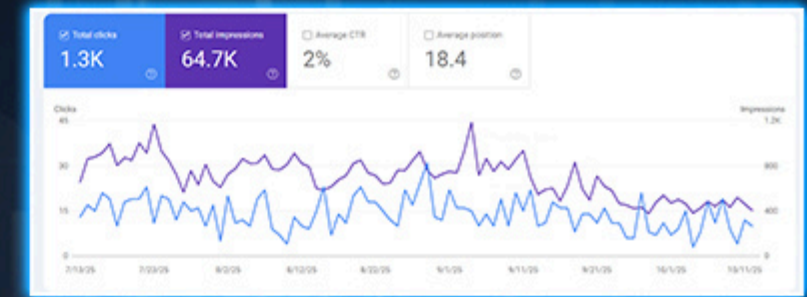 Total clicks
1.3K
Total impressions
64.7K
Average CTR
2%
Average position
18.4
Clicks
Impressions
45
1.2K
30
800
15
400
0
0
7/13/25
7/23/25
8/2/25
8/12/25
8/22/25
9/1/25
9/11/25
9/21/25
10/1/25
10/11/25